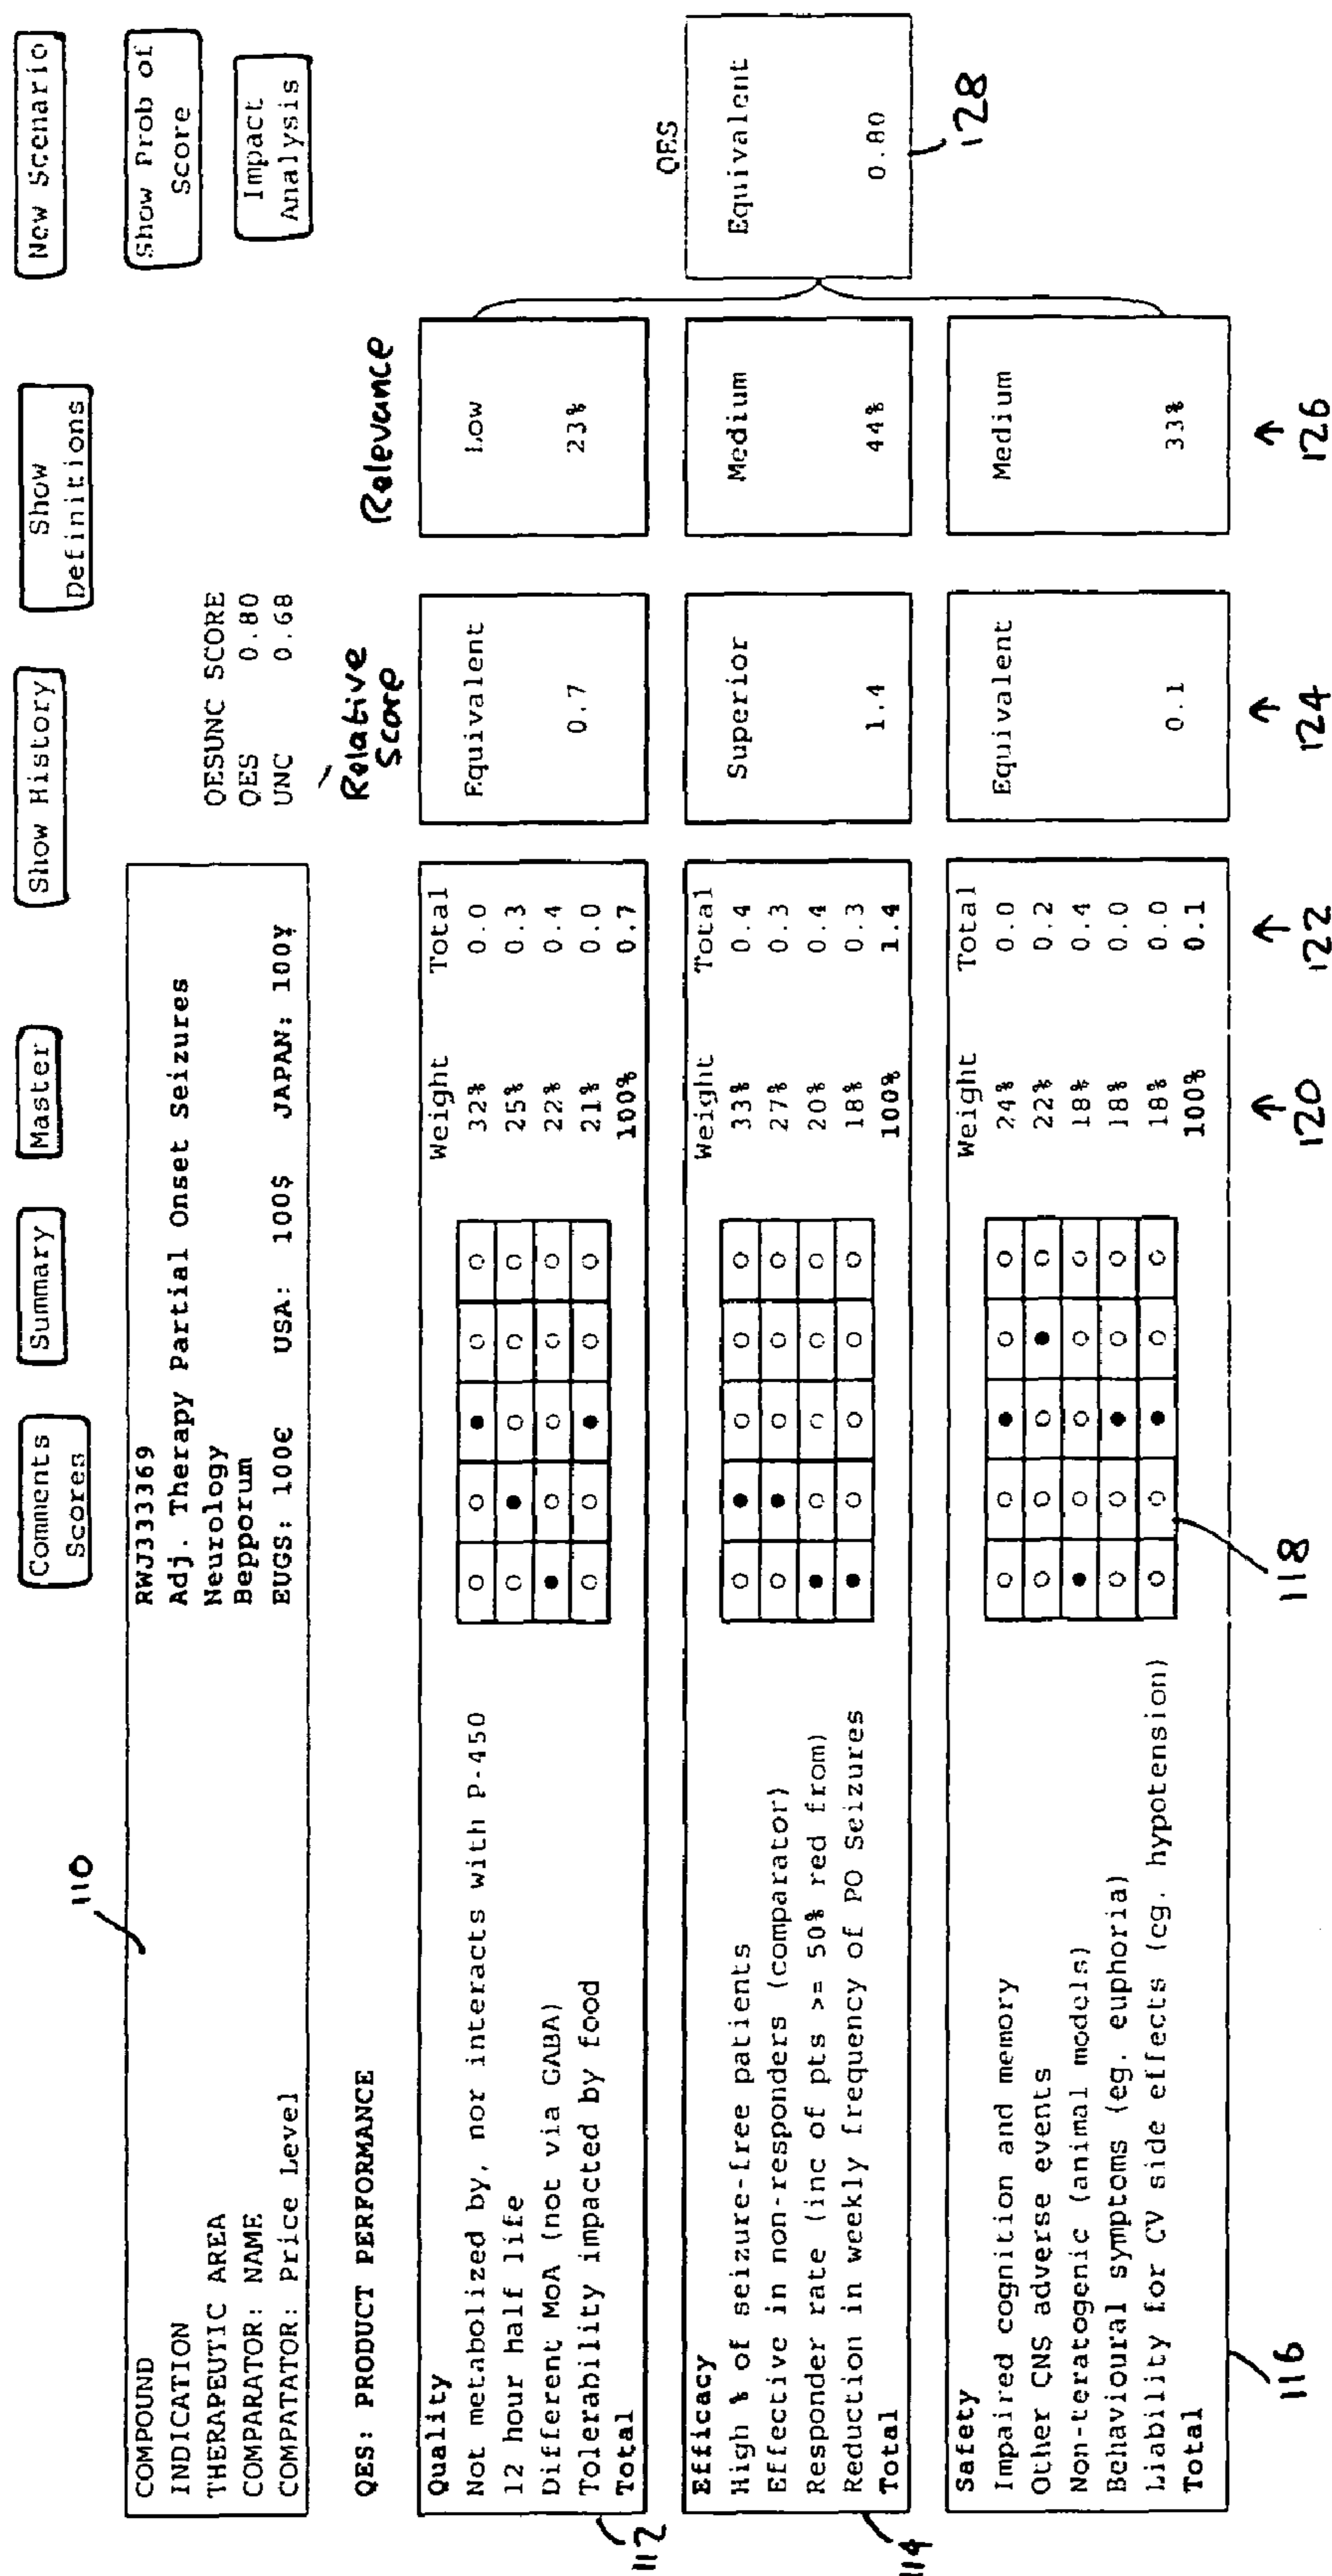 Comments Scores
Summary
Master
Show History
Show Definitions
New Scenario
Show Prob of Score
Impact Analysis
110
COMPOUND RWJ333369
INDICATION Adj. Therapy Partial Onset Seizures
THERAPEUTIC AREA Neurology
COMPARATOR: NAME Bepporum
COMPATATOR: Price Level EUGS: 100€ USA: 100$ JAPAN: 100¥
QESUNC SCORE
QES 0.80
UNC 0.68
QES: PRODUCT PERFORMANCE
Relative Score
Relevance
Quality Weight Total
Not metabolized by, nor interacts with P-450 32% 0.0
12 hour half life 25% 0.3
Different MoA (not via GABA) 22% 0.4
Tolerability impacted by food 21% 0.0
Total 100% 0.7
Equivalent
0.7
Low
23%
112
Efficacy Weight Total
High % of seizure-free patients 33% 0.4
Effective in non-responders (comparator) 27% 0.3
Responder rate (inc of pts >= 50% red from) 20% 0.4
Reduction in weekly frequency of PO Seizures 18% 0.3
Total 100% 1.4
Superior
1.4
Medium
44%
QES
Equivalent
0.80
128
114
Safety Weight Total
Impaired cognition and memory 24% 0.0
Other CNS adverse events 22% 0.2
Non-teratogenic (animal models) 18% 0.4
Behavioural symptoms (eg. euphoria) 18% 0.0
Liability for CV side effects (eg. hypotension) 18% 0.0
Total 100% 0.1
Equivalent
0.1
Medium
33%
116
118
↑ 120
↑ 122
↑ 124
↑ 126